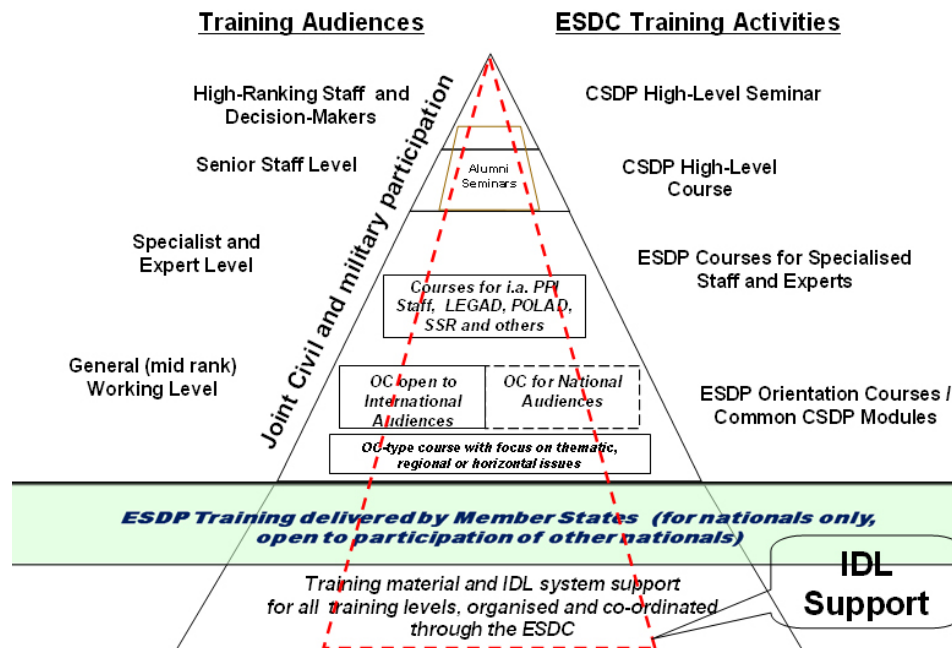 Training Audiences
ESDC Training Activities
High-Ranking Staff and
Decision-Makers
CSDP High-Level Seminar
Senior Staff Level
Alumni
Seminars
CSDP High-Level
Course
Joint Civil and military participation
Specialist and
Expert Level
ESDP Courses for Specialised
Staff and Experts
Courses for i.a. PPI
Staff, LEGAD, POLAD,
SSR and others
General (mid rank)
Working Level
OC open to
International
Audiences
OC for National
Audiences
ESDP Orientation Courses /
Common CSDP Modules
OC-type course with focus on thematic,
regional or horizontal issues
ESDP Training delivered by Member States (for nationals only,
open to participation of other nationals)
Training material and IDL system support
for all training levels, organised and co-ordinated
through the ESDC
IDL
Support